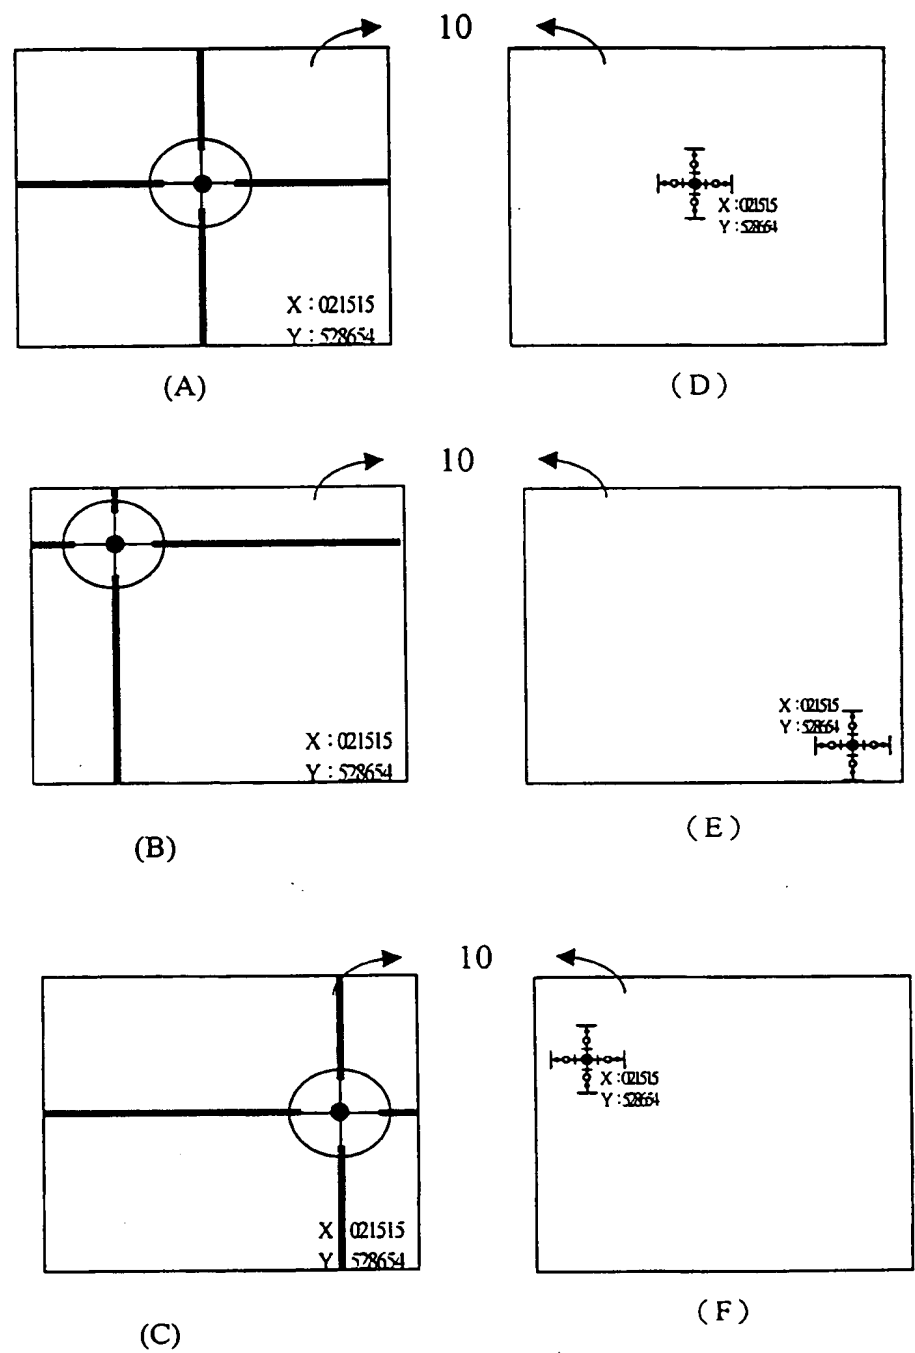 10
X : 021515
Y : 528654
X : 021515
Y : 528654
(A)
( D )
10
X : 021515
Y : 528654
X : 021515
Y : 528654
(B)
( E )
10
X : 021515
Y : 528654
X 021515
Y 528654
(C)
( F )